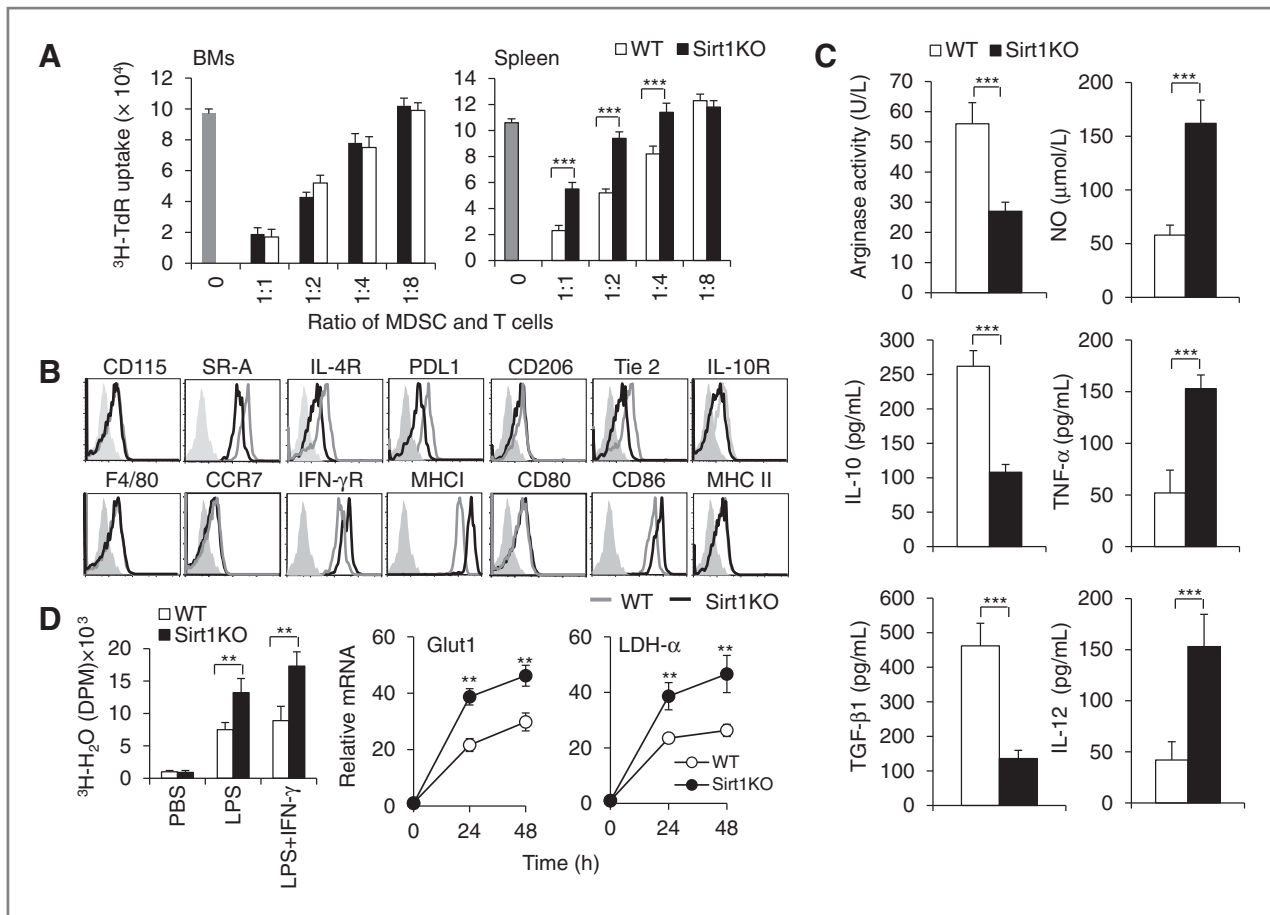 A
BMs
Spleen
WT
Sirt1KO
³H-TdR uptake (× 10⁴)
12
10
8
6
4
2
0
14
12
10
8
6
4
2
0
***
***
***
0
1:1
1:2
1:4
1:8
0
1:1
1:2
1:4
1:8
Ratio of MDSC and T cells
B
CD115
SR-A
IL-4R
PDL1
CD206
Tie 2
IL-10R
F4/80
CCR7
IFN-γR
MHCI
CD80
CD86
MHC II
WT
Sirt1KO
C
WT
Sirt1KO
Arginase activity (U/L)
70
60
50
40
30
20
10
0
***
NO (μmol/L)
200
150
100
50
0
***
IL-10 (pg/mL)
300
250
200
150
100
50
0
***
TNF-α (pg/mL)
200
150
100
50
0
***
TGF-β1 (pg/mL)
600
500
400
300
200
100
0
***
IL-12 (pg/mL)
200
150
100
50
0
***
D
WT
Sirt1KO
³H-H₂O (DPM)×10³
20
15
10
5
0
**
**
PBS
LPS
LPS+IFN-γ
Relative mRNA
60
40
20
0
Glut1
**
**
0
24
48
60
40
20
0
LDH-α
**
**
WT
Sirt1KO
0
24
48
Time (h)